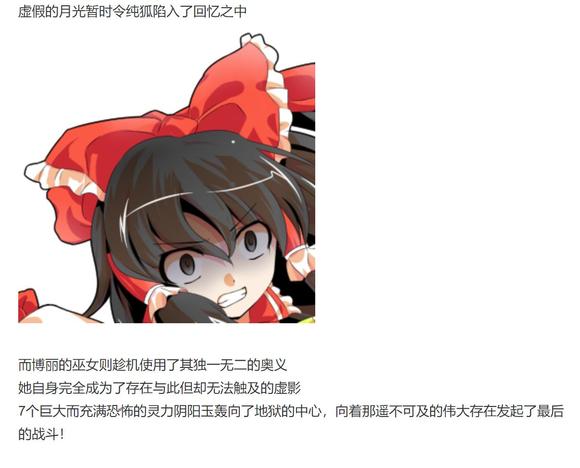 虚假的月光暂时令纯狐陷入了回忆之中
而博丽的巫女则趁机使用了其独一无二的奥义
她自身完全成为了存在与此但却无法触及的虚影
7个巨大而充满恐怖的灵力阴阳玉轰向了地狱的中心，向着那遥不可及的伟大存在发起了最后
的战斗！